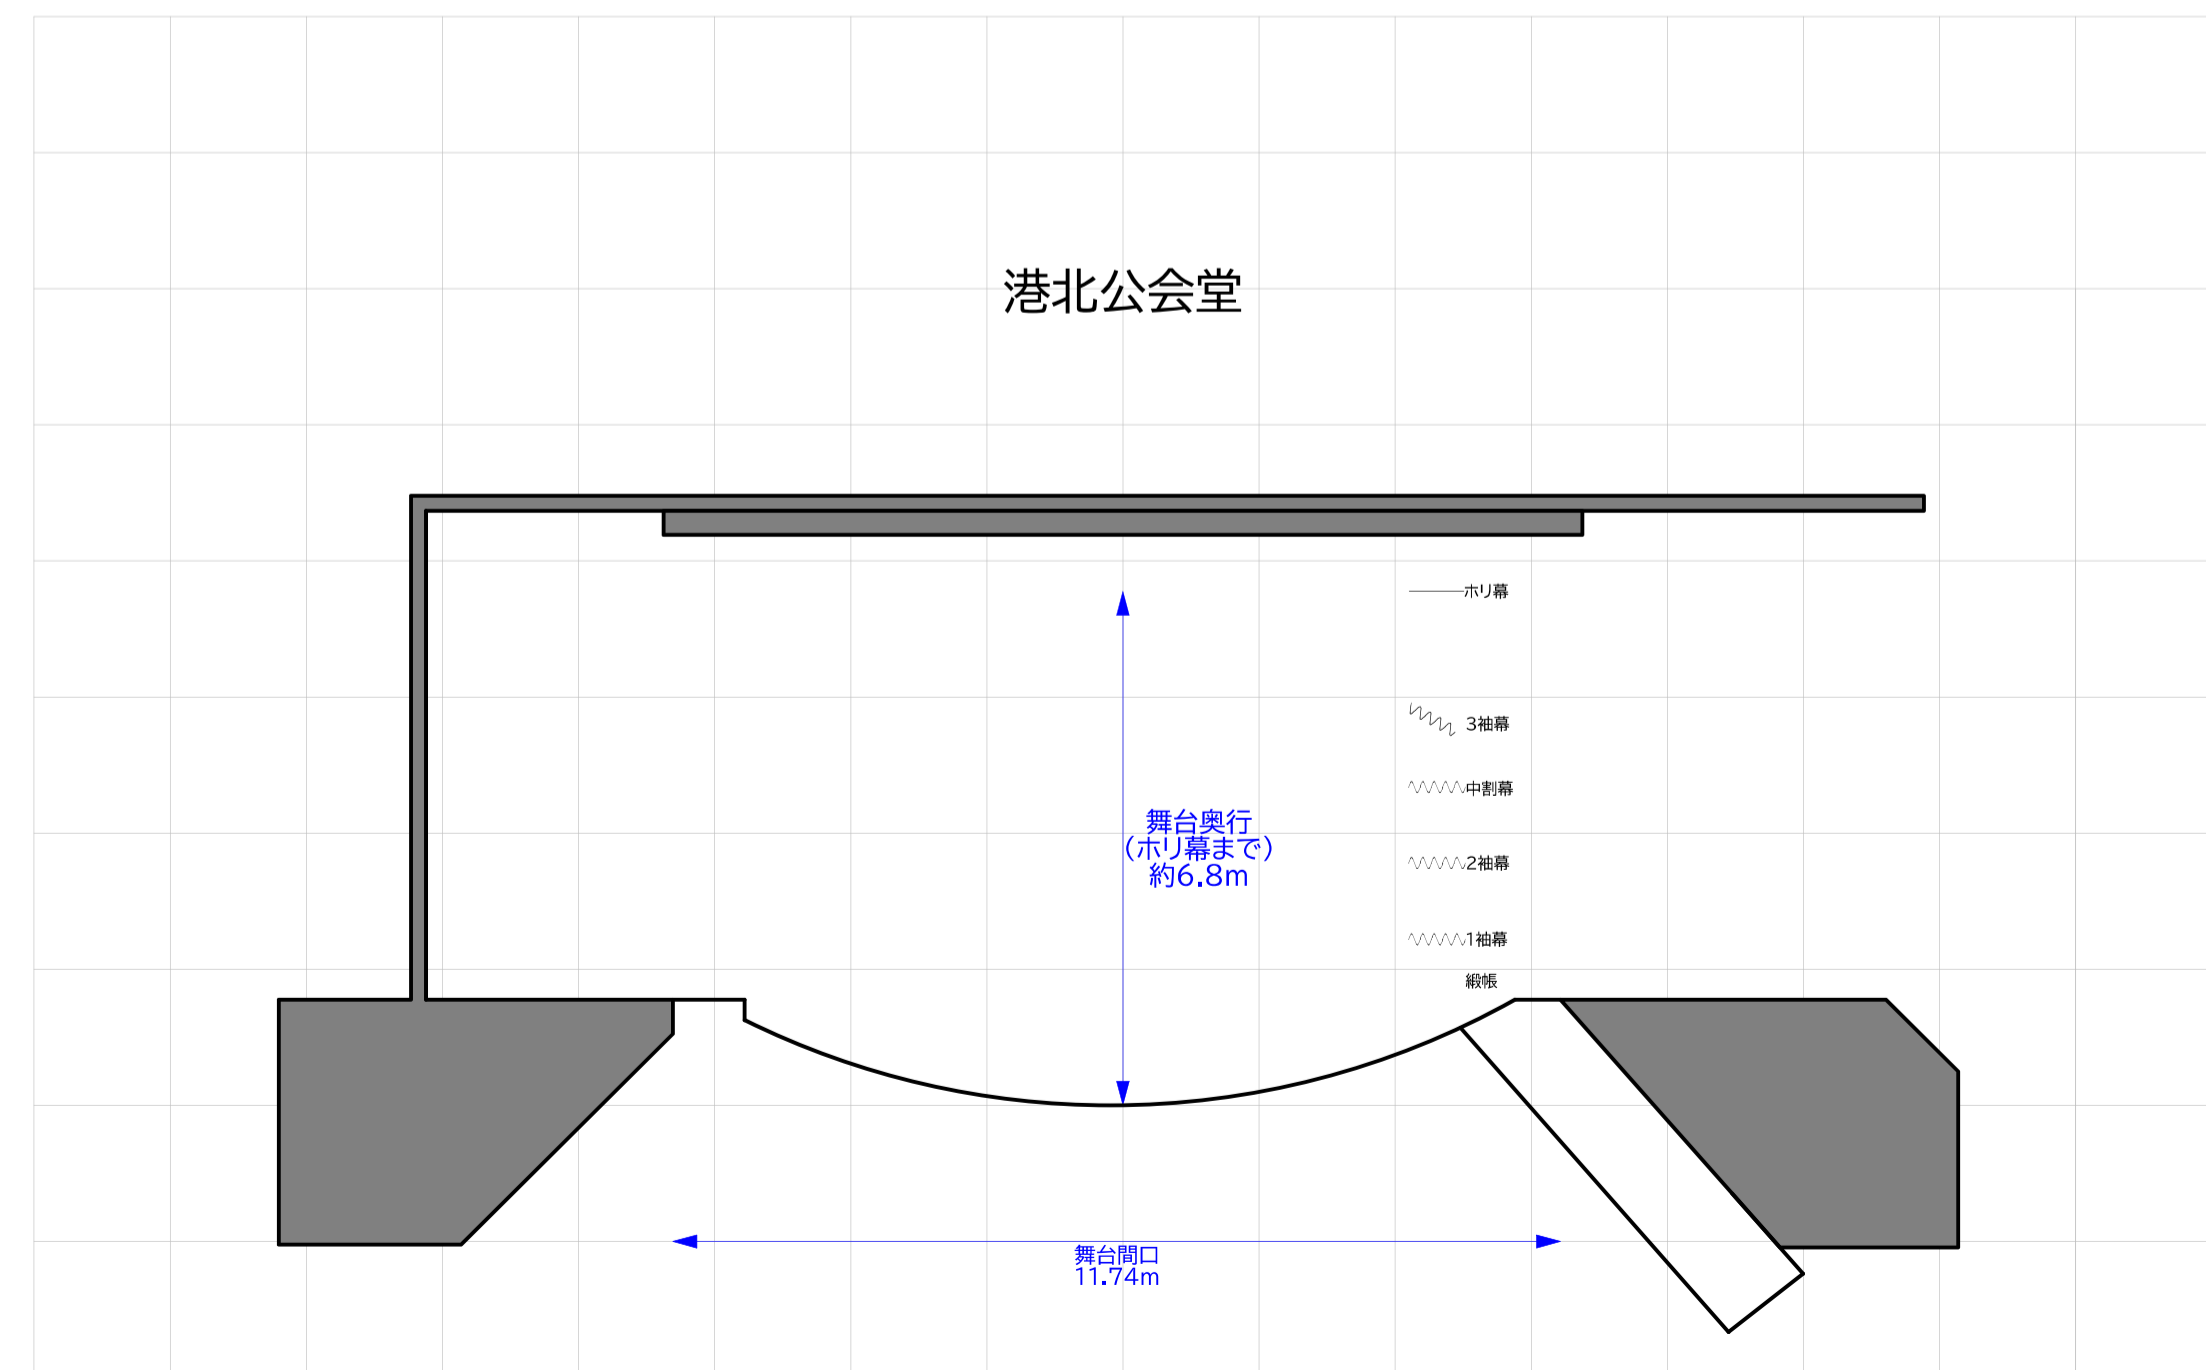 港北公会堂
ホリ幕
3袖幕
中割幕
舞台奥行
（ホリ幕まで）
約6.8m
2袖幕
1袖幕
緞帳
舞台間口
11.74m